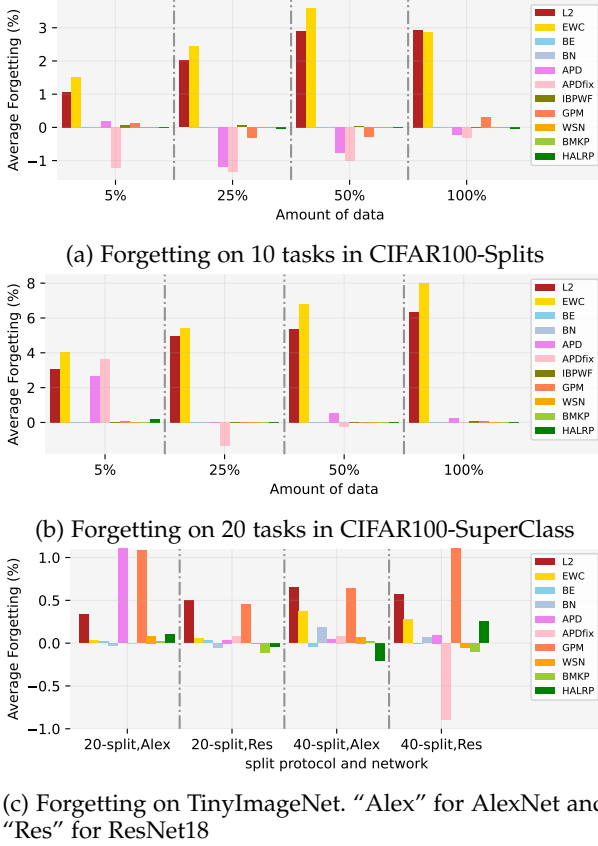 Average Forgetting (%)
3
2
1
0
−1
5%
25%
50%
100%
Amount of data
L2
EWC
BE
BN
APD
APDfix
IBPWF
GPM
WSN
BMKP
HALRP
(a) Forgetting on 10 tasks in CIFAR100-Splits
Average Forgetting (%)
8
6
4
2
0
5%
25%
50%
100%
Amount of data
L2
EWC
BE
BN
APD
APDfix
IBPWF
GPM
WSN
BMKP
HALRP
(b) Forgetting on 20 tasks in CIFAR100-SuperClass
Average Forgetting (%)
1.0
0.5
0.0
−0.5
−1.0
20-split,Alex
20-split,Res
40-split,Alex
40-split,Res
split protocol and network
L2
EWC
BE
BN
APD
APDfix
GPM
WSN
BMKP
HALRP
(c) Forgetting on TinyImageNet. “Alex” for AlexNet and
“Res” for ResNet18